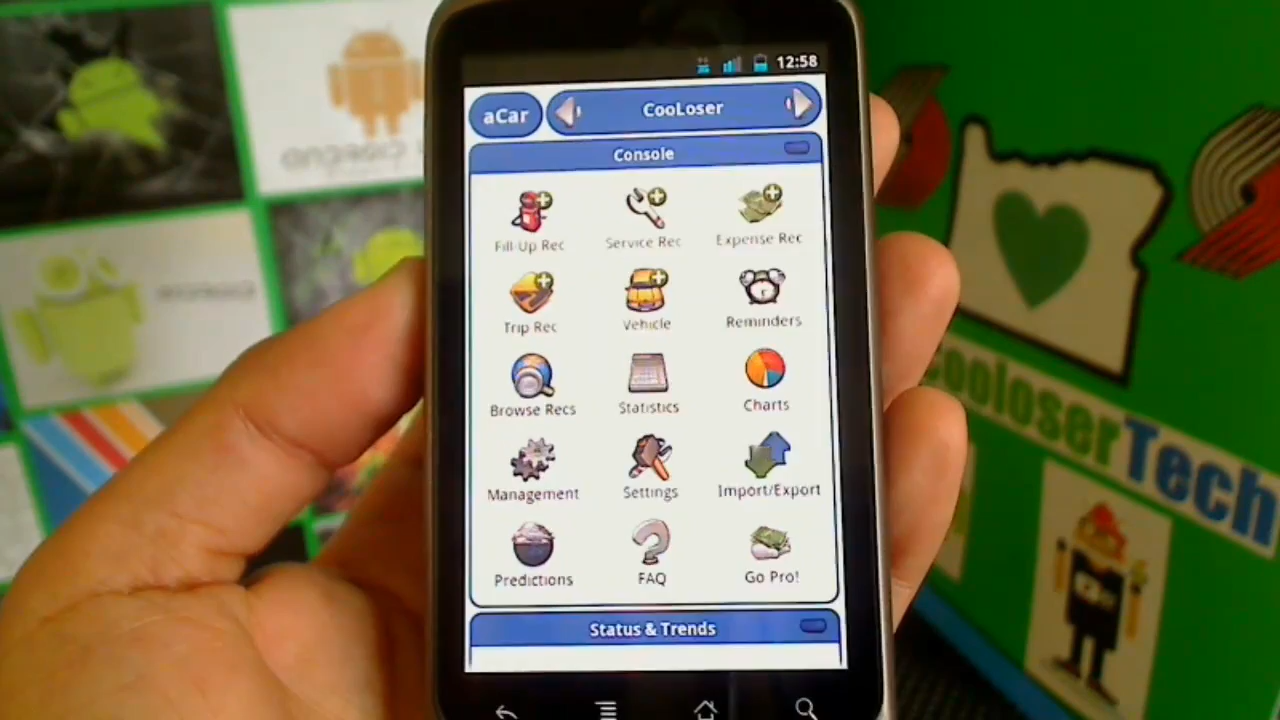 12:58
aCar
CooLoser
Console
Fill-Up Rec
Service Rec
Expense Rec
Trip Rec
Vehicle
Reminders
Browse Recs
Statistics
Charts
Management
Settings
Import/Export
Predictions
FAQ
Go Pro!
Status & Trends
cooloserTech